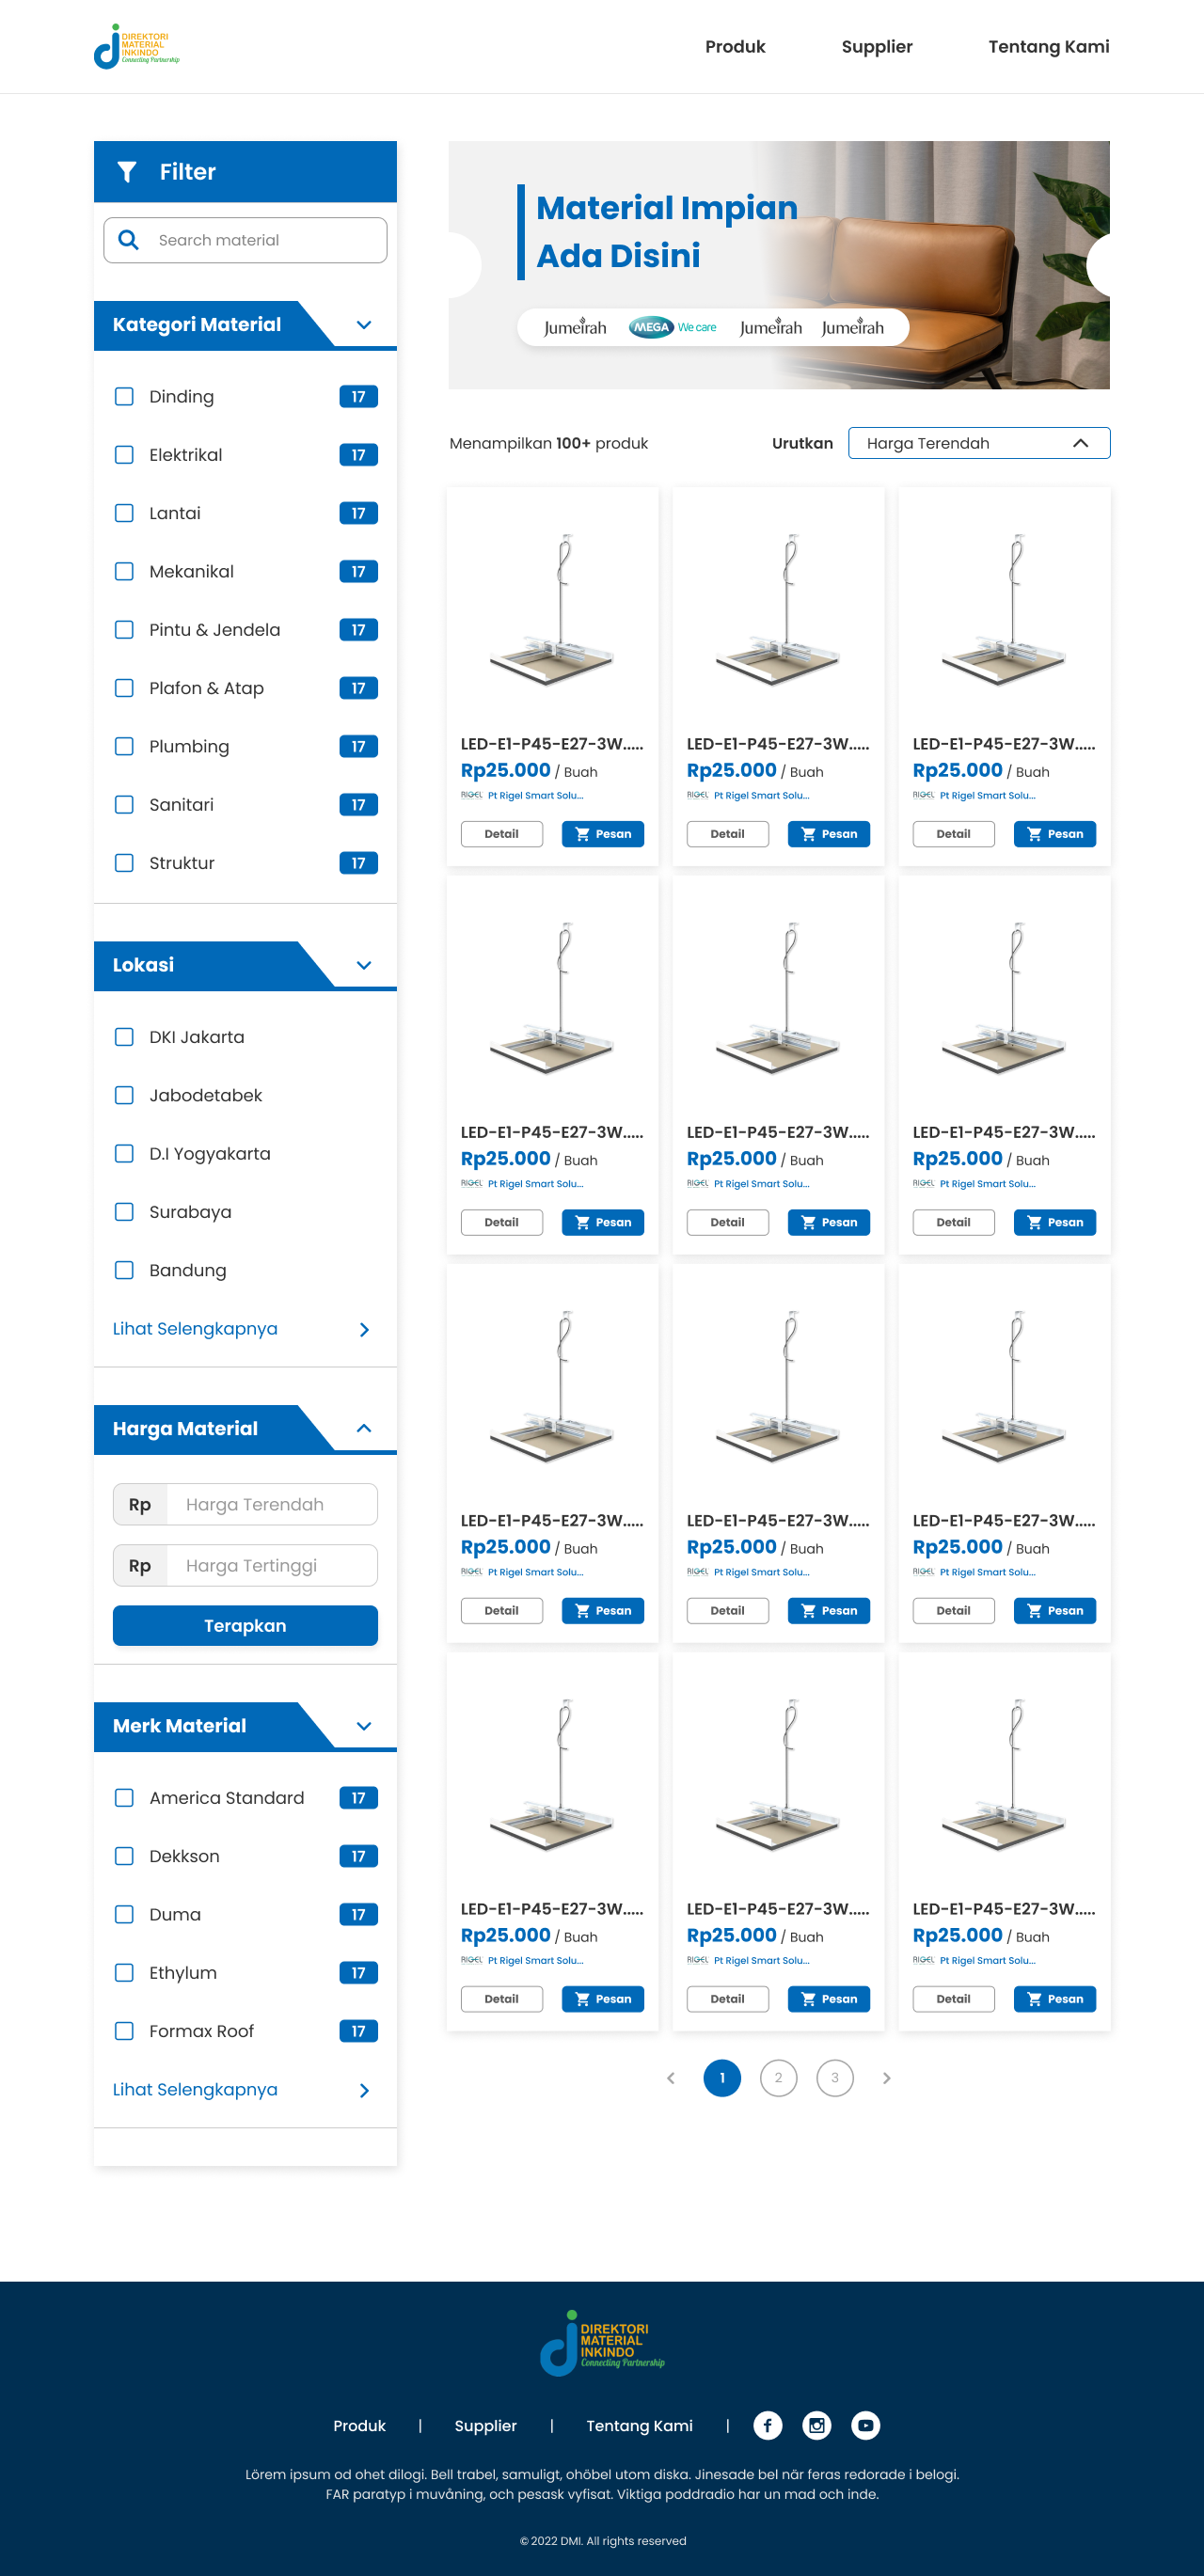 DIREKTORI
MATERIAL
INKINDO
Connecting Partnership
Produk
Supplier
Tentang Kami
Filter
Search material
Kategori Material
Dinding 17
Elektrikal 17
Lantai 17
Mekanikal 17
Pintu & Jendela 17
Plafon & Atap 17
Plumbing 17
Sanitari 17
Struktur 17
Lokasi
DKI Jakarta
Jabodetabek
D.I Yogyakarta
Surabaya
Bandung
Lihat Selengkapnya
Harga Material
Rp Harga Terendah
Rp Harga Tertinggi
Terapkan
Merk Material
America Standard 17
Dekkson 17
Duma 17
Ethylum 17
Formax Roof 17
Lihat Selengkapnya
Material Impian
Ada Disini
Jumeirah MEGA We care Jumeirah Jumeirah
Menampilkan 100+ produk
Urutkan Harga Terendah
LED-E1-P45-E27-3W.....
Rp25.000 / Buah
RIGEL Pt Rigel Smart Solu...
Detail Pesan
LED-E1-P45-E27-3W.....
Rp25.000 / Buah
RIGEL Pt Rigel Smart Solu...
Detail Pesan
LED-E1-P45-E27-3W.....
Rp25.000 / Buah
RIGEL Pt Rigel Smart Solu...
Detail Pesan
LED-E1-P45-E27-3W.....
Rp25.000 / Buah
RIGEL Pt Rigel Smart Solu...
Detail Pesan
LED-E1-P45-E27-3W.....
Rp25.000 / Buah
RIGEL Pt Rigel Smart Solu...
Detail Pesan
LED-E1-P45-E27-3W.....
Rp25.000 / Buah
RIGEL Pt Rigel Smart Solu...
Detail Pesan
LED-E1-P45-E27-3W.....
Rp25.000 / Buah
RIGEL Pt Rigel Smart Solu...
Detail Pesan
LED-E1-P45-E27-3W.....
Rp25.000 / Buah
RIGEL Pt Rigel Smart Solu...
Detail Pesan
LED-E1-P45-E27-3W.....
Rp25.000 / Buah
RIGEL Pt Rigel Smart Solu...
Detail Pesan
LED-E1-P45-E27-3W.....
Rp25.000 / Buah
RIGEL Pt Rigel Smart Solu...
Detail Pesan
LED-E1-P45-E27-3W.....
Rp25.000 / Buah
RIGEL Pt Rigel Smart Solu...
Detail Pesan
LED-E1-P45-E27-3W.....
Rp25.000 / Buah
RIGEL Pt Rigel Smart Solu...
Detail Pesan
1 2 3
DIREKTORI
MATERIAL
INKINDO
Connecting Partnership
Produk | Supplier | Tentang Kami |
Lörem ipsum od ohet dilogi. Bell trabel, samuligt, ohöbel utom diska. Jinesade bel när feras redorade i belogi.
FAR paratyp i muvåning, och pesask vyfisat. Viktiga poddradio har un mad och inde.
© 2022 DMI. All rights reserved